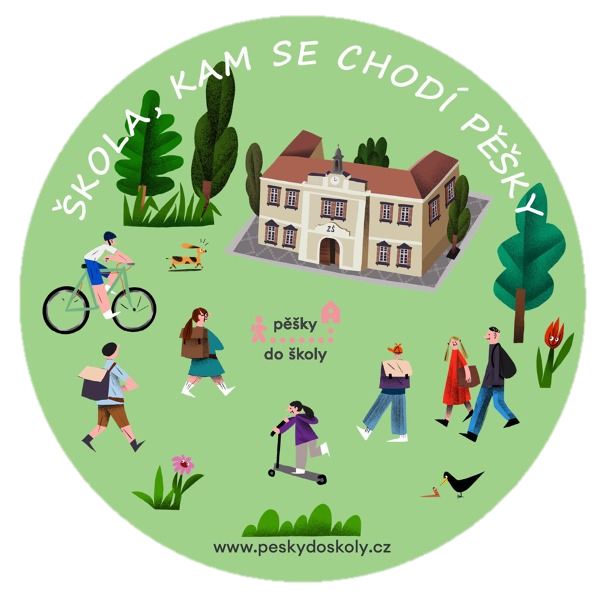 ŠKOLA, KAM SE CHODÍ PĚŠKY
ZŠ
pěšky
do školy
www.peskydoskoly.cz